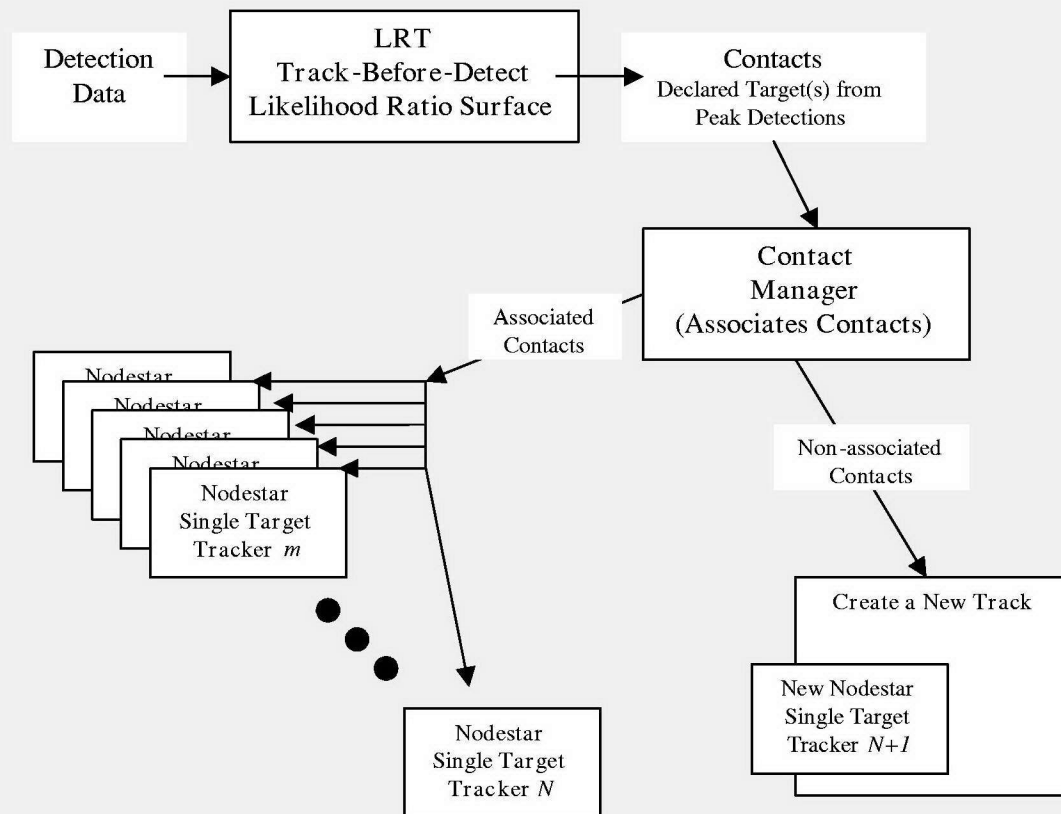 Detection
Data
LRT
Track-Before-Detect
Likelihood Ratio Surface
Contacts
Declared Target(s) from
Peak Detections
Contact
Manager
(Associates Contacts)
Associated
Contacts
Non-associated
Contacts
Nodestar
Nodestar
Nodestar
Nodestar
Nodestar
Single Target
Tracker m
Nodestar
Single Target
Tracker N
Create a New Track
New Nodestar
Single Target
Tracker N+1